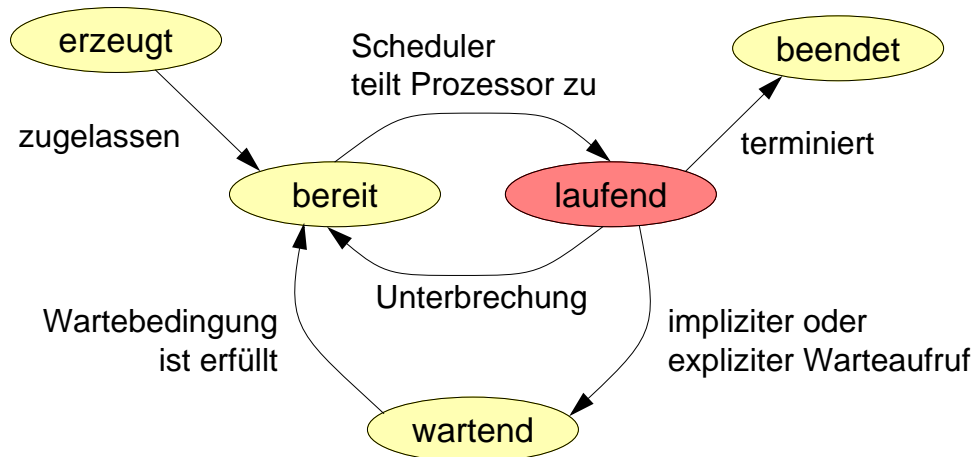 erzeugt
Scheduler
teilt Prozessor zu
beendet
zugelassen
terminiert
bereit
laufend
Unterbrechung
Wartebedingung
ist erfüllt
impliziter oder
expliziter Warteaufruf
wartend